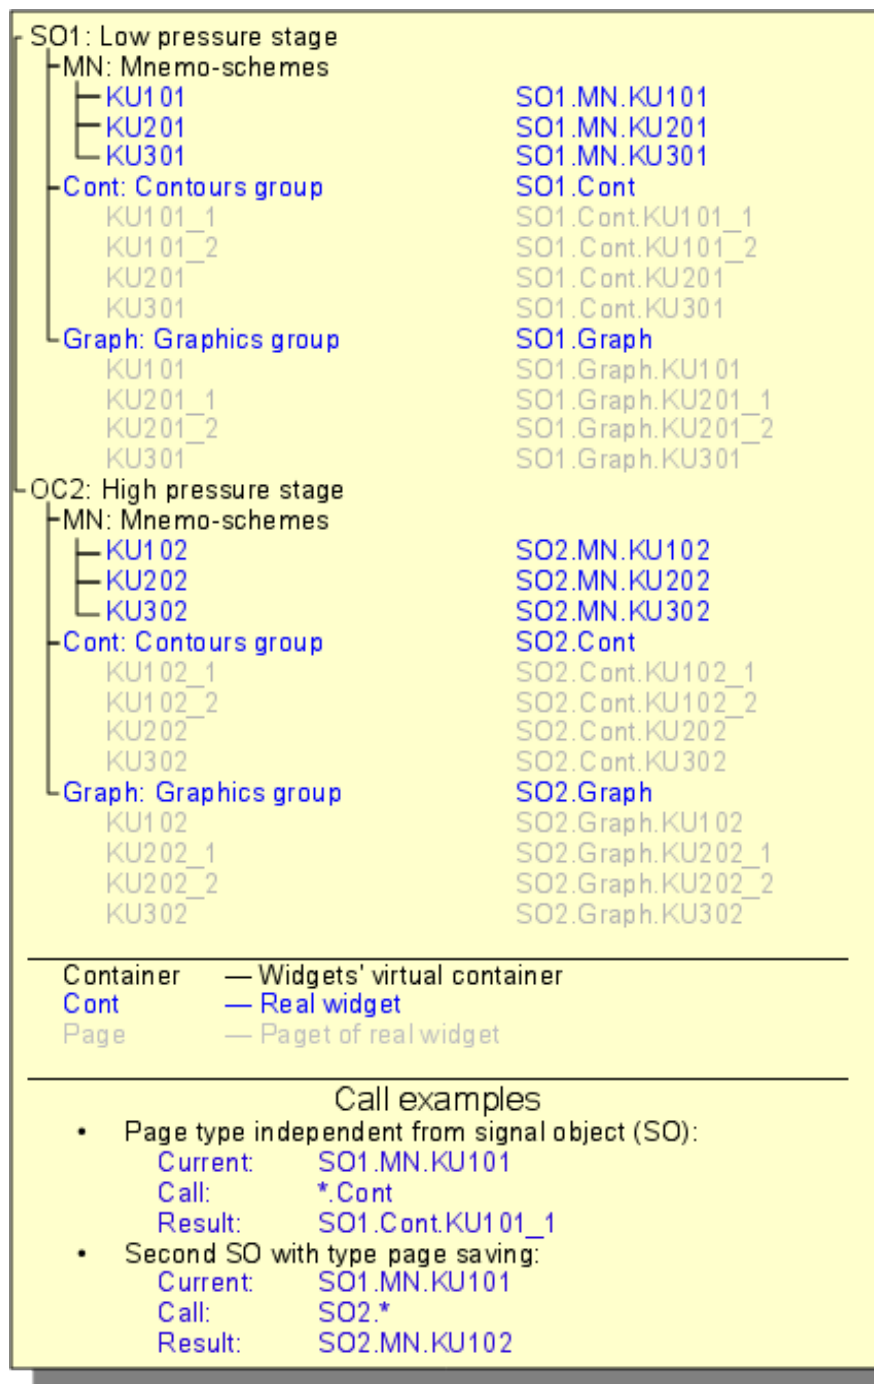 SO1: Low pressure stage
MN: Mnemo-schemes
KU101 SO1.MN.KU101
KU201 SO1.MN.KU201
KU301 SO1.MN.KU301
Cont: Contours group SO1.Cont
KU101_1 SO1.Cont.KU101_1
KU101_2 SO1.Cont.KU101_2
KU201 SO1.Cont.KU201
KU301 SO1.Cont.KU301
Graph: Graphics group SO1.Graph
KU101 SO1.Graph.KU101
KU201_1 SO1.Graph.KU201_1
KU201_2 SO1.Graph.KU201_2
KU301 SO1.Graph.KU301
OC2: High pressure stage
MN: Mnemo-schemes
KU102 SO2.MN.KU102
KU202 SO2.MN.KU202
KU302 SO2.MN.KU302
Cont: Contours group SO2.Cont
KU102_1 SO2.Cont.KU102_1
KU102_2 SO2.Cont.KU102_2
KU202 SO2.Cont.KU202
KU302 SO2.Cont.KU302
Graph: Graphics group SO2.Graph
KU102 SO2.Graph.KU102
KU202_1 SO2.Graph.KU202_1
KU202_2 SO2.Graph.KU202_2
KU302 SO2.Graph.KU302
Container — Widgets' virtual container
Cont — Real widget
Page — Paget of real widget
Call examples
• Page type independent from signal object (SO):
Current: SO1.MN.KU101
Call: *.Cont
Result: SO1.Cont.KU101_1
• Second SO with type page saving:
Current: SO1.MN.KU101
Call: SO2.*
Result: SO2.MN.KU102